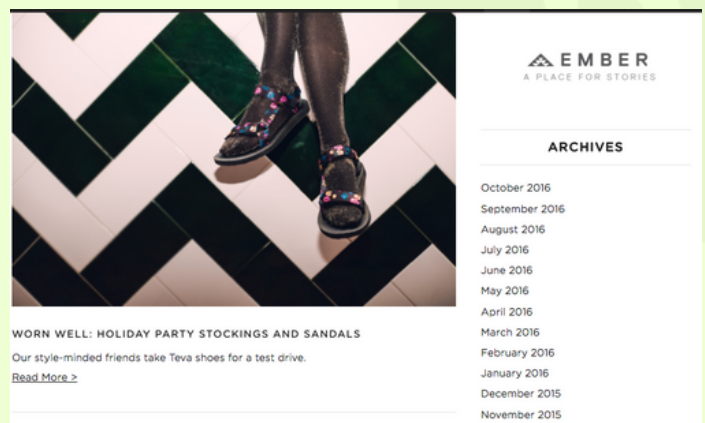 WORN WELL: HOLIDAY PARTY STOCKINGS AND SANDALS
Our style-minded friends take Teva shoes for a test drive.
Read More >
EMBER
A PLACE FOR STORIES
ARCHIVES
October 2016
September 2016
August 2016
July 2016
June 2016
May 2016
April 2016
March 2016
February 2016
January 2016
December 2015
November 2015